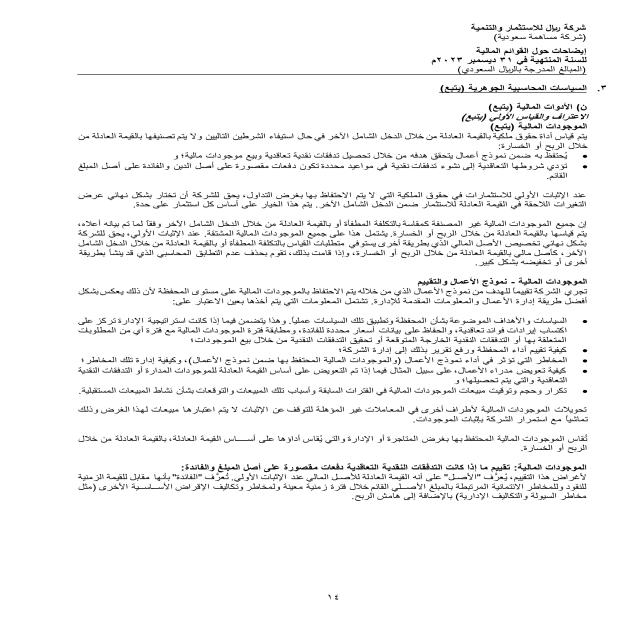 شركة ريال للاستثمار والتنمية
(شركة مساهمة سعودية)
إيضاحات حول القوائم المالية
للسنة المنتهية في ٣١ ديسمبر ٢٠٢٣م
(المبالغ المدرجة بالريال السعودي)
٣. السياسات المحاسبية الجوهرية (يتبع)
ن) الأدوات المالية (يتبع)
الاعتراف والقياس الأولي (يتبع)
الموجودات المالية (يتبع)
يتم قياس أداة حقوق ملكية بالقيمة العادلة من خلال الدخل الشامل الآخر في حال استيفاء الشرطين التاليين ولا يتم تصنيفها بالقيمة العادلة من
خلال الربح أو الخسارة:
• يُحتفظ به ضمن نموذج أعمال يتحقق هدفه من خلال تحصيل تدفقات نقدية تعاقدية وبيع موجودات مالية؛ و
• تؤدي شروطها التعاقدية إلى نشوء تدفقات نقدية في مواعيد محددة تكون دفعات مقصورة على أصل الدين والفائدة على أصل المبلغ
القائم.
عند الإثبات الأولي للاستثمارات في حقوق الملكية التي لا يتم الاحتفاظ بها بغرض التداول، يحق للشركة أن تختار بشكل نهائي عرض
التغيرات اللاحقة في القيمة العادلة للاستثمار ضمن الدخل الشامل الآخر. يتم هذا الخيار على أساس كل استثمار على حدة.
إن جميع الموجودات المالية غير المصنفة كمقاسة بالتكلفة المطفأة أو بالقيمة العادلة من خلال الدخل الشامل الآخر وفقاً لما تم بيانه أعلاه،
يتم قياسها بالقيمة العادلة من خلال الربح أو الخسارة. يشتمل هذا على جميع الموجودات المالية المشتقة. عند الإثبات الأولي، يحق للشركة
بشكل نهائي تخصيص الأصل المالي الذي بطريقة أخرى يستوفي متطلبات القياس بالتكلفة المطفأة أو بالقيمة العادلة من خلال الدخل الشامل
الآخر، كأصل مالي بالقيمة العادلة من خلال الربح أو الخسارة، وإذا قامت بذلك، تقوم بحذف عدم التطابق المحاسبي الذي قد ينشأ بطريقة
أخرى أو تخفيضه بشكل كبير.
الموجودات المالية - نموذج الأعمال والتقييم
تجري الشركة تقييماً للهدف من نموذج الأعمال الذي من خلاله يتم الاحتفاظ بالموجودات المالية على مستوى المحفظة لأن ذلك يعكس بشكل
أفضل طريقة إدارة الأعمال والمعلومات المقدمة للإدارة. تشتمل المعلومات التي يتم أخذها بعين الاعتبار على:
• السياسات والأهداف الموضوعة بشأن المحفظة وتطبيق تلك السياسات عملياً. وهذا يتضمن فيما إذا كانت استراتيجية الإدارة تركز على
اكتساب إيرادات فوائد تعاقدية، والحفاظ على بيانات أسعار محددة للفائدة، ومطابقة فترة الموجودات المالية مع فترة أي من المطلوبات
المتعلقة بها أو التدفقات النقدية الخارجة المتوقعة أو تحقيق التدفقات النقدية من خلال بيع الموجودات؛
• كيفية تقييم أداء المحفظة ورفع تقرير بذلك إلى إدارة الشركة؛
• المخاطر التي تؤثر في أداء نموذج الأعمال (والموجودات المالية المحتفظ بها ضمن نموذج الأعمال)، وكيفية إدارة تلك المخاطر؛
• كيفية تعويض مدراء الأعمال، على سبيل المثال فيما إذا تم التعويض على أساس القيمة العادلة للموجودات المدارة أو التدفقات النقدية
التعاقدية والتي يتم تحصيلها؛ و
• تكرار وحجم وتوقيت مبيعات الموجودات المالية في الفترات السابقة وأسباب تلك المبيعات والتوقعات بشأن نشاط المبيعات المستقبلية.
تحويلات الموجودات المالية لأطراف أخرى في المعاملات غير المؤهلة للتوقف عن الإثبات لا يتم اعتبارها مبيعات لهذا الغرض وذلك
تماشياً مع استمرار الشركة بإثبات الموجودات.
تُقاس الموجودات المالية المحتفظ بها بغرض المتاجرة أو الإدارة والتي يُقاس أداؤها على أساس القيمة العادلة، بالقيمة العادلة من خلال
الربح أو الخسارة.
الموجودات المالية: تقييم ما إذا كانت التدفقات النقدية التعاقدية دفعات مقصورة على أصل المبلغ والفائدة:
لأغراض هذا التقييم، يُعرَّف "الأصل" على أنه القيمة العادلة للأصل المالي عند الإثبات الأولي. تُعرَّف "الفائدة" بأنها مقابل للقيمة الزمنية
للنقود وللمخاطر الائتمانية المرتبطة بالمبلغ الأصلي القائم خلال فترة زمنية معينة ولمخاطر وتكاليف الإقراض الأساسية الأخرى (مثل
مخاطر السيولة والتكاليف الإدارية) بالإضافة إلى هامش الربح.
١٤